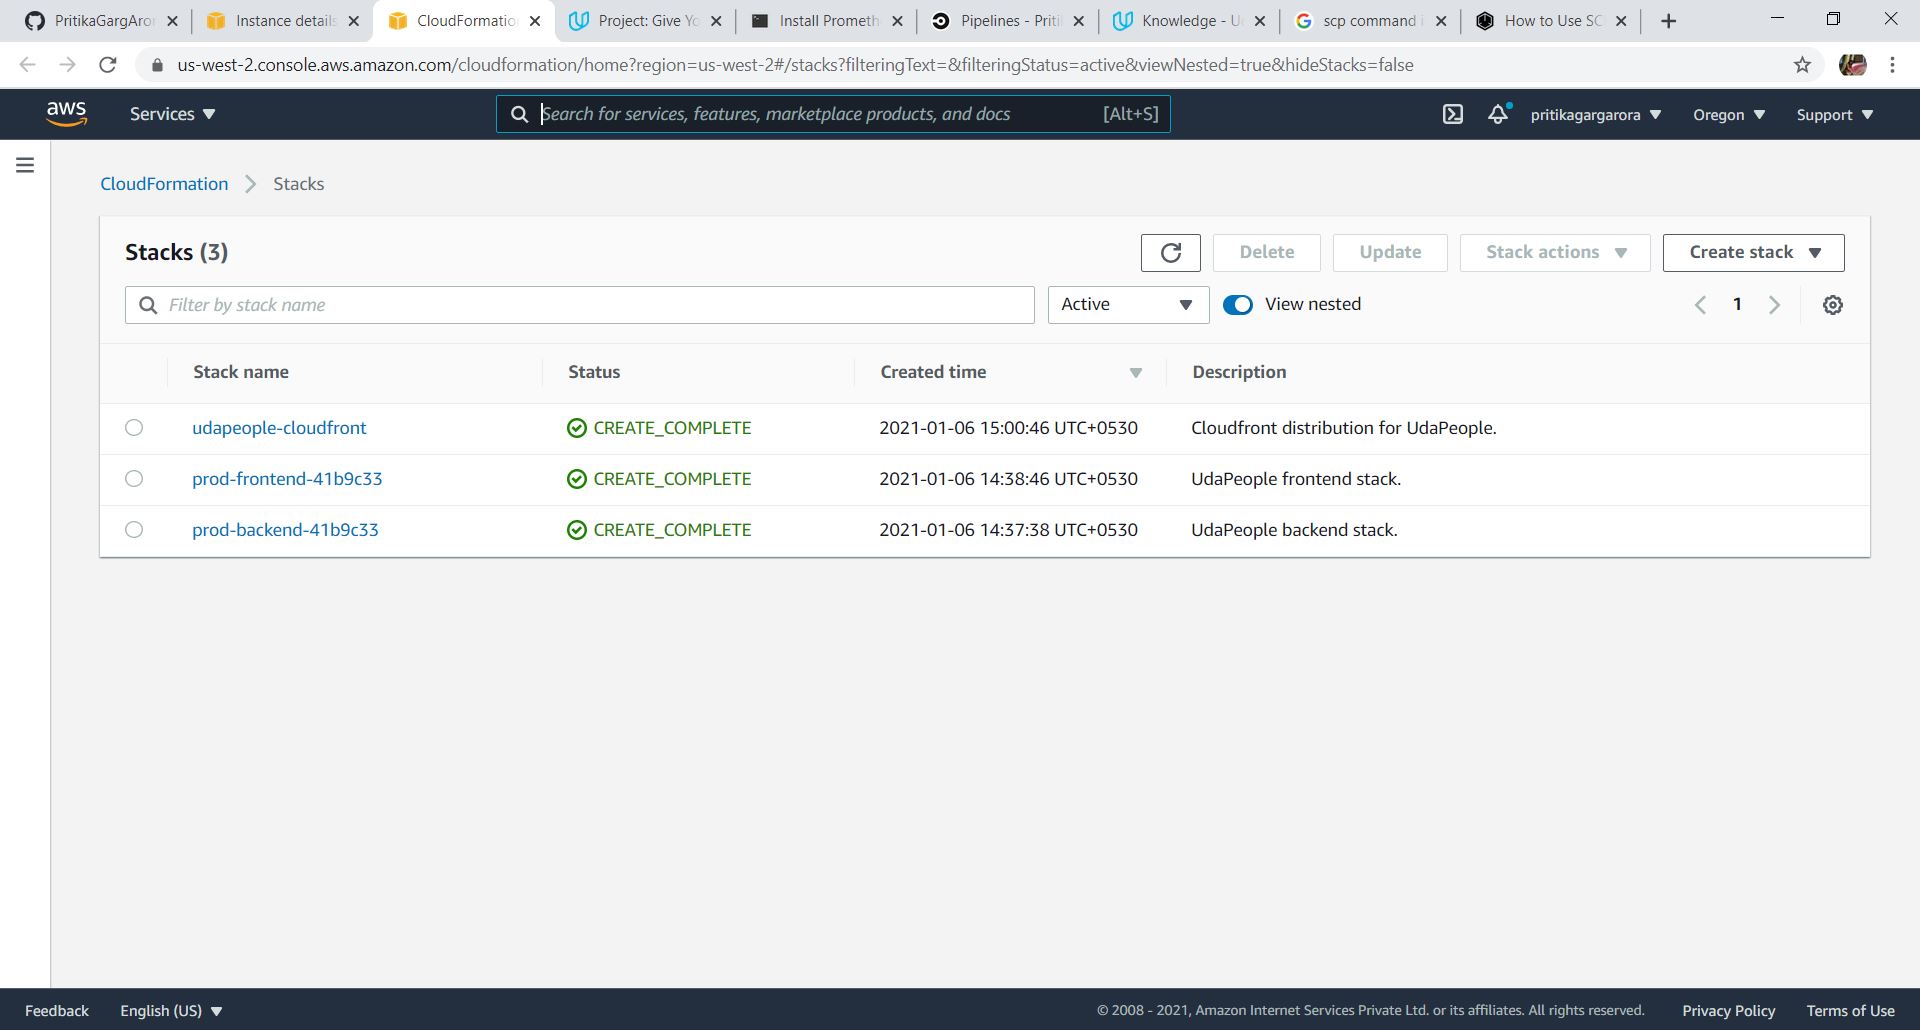 PritikaGargAror
Instance details
CloudFormation
Project: Give Yo
Install Prometh
Pipelines - Priti
Knowledge - Ud
scp command i
How to Use SC
us-west-2.console.aws.amazon.com/cloudformation/home?region=us-west-2#/stacks?filteringText=&filteringStatus=active&viewNested=true&hideStacks=false
aws
Services
Search for services, features, marketplace products, and docs
[Alt+S]
pritikagargarora
Oregon
Support
CloudFormation
Stacks
Stacks (3)
Delete
Update
Stack actions
Create stack
Filter by stack name
Active
View nested
1
Stack name Status Created time Description
udapeople-cloudfront CREATE_COMPLETE 2021-01-06 15:00:46 UTC+0530 Cloudfront distribution for UdaPeople.
prod-frontend-41b9c33 CREATE_COMPLETE 2021-01-06 14:38:46 UTC+0530 UdaPeople frontend stack.
prod-backend-41b9c33 CREATE_COMPLETE 2021-01-06 14:37:38 UTC+0530 UdaPeople backend stack.
Feedback
English (US)
© 2008 - 2021, Amazon Internet Services Private Ltd. or its affiliates. All rights reserved.
Privacy Policy
Terms of Use